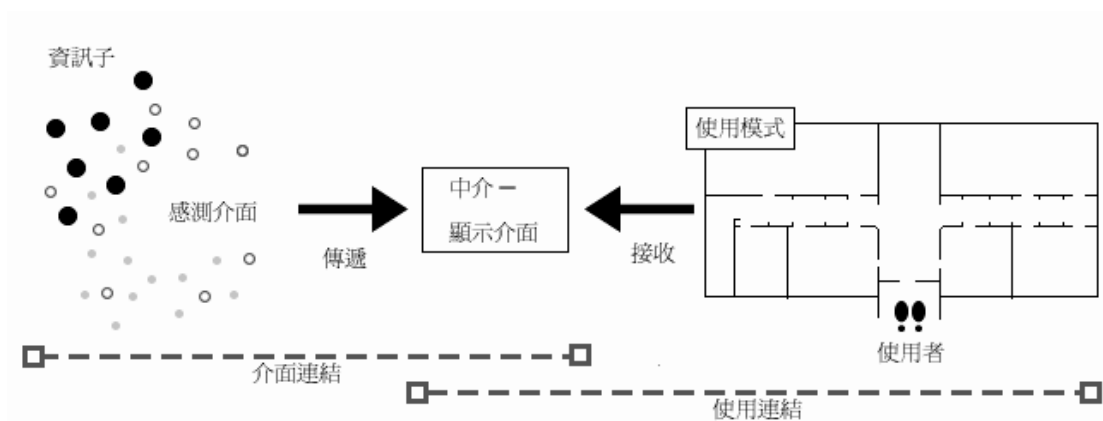 資訊子
使用模式
中介－
顯示介面
感測介面
傳遞
接收
使用者
介面連結
使用連結